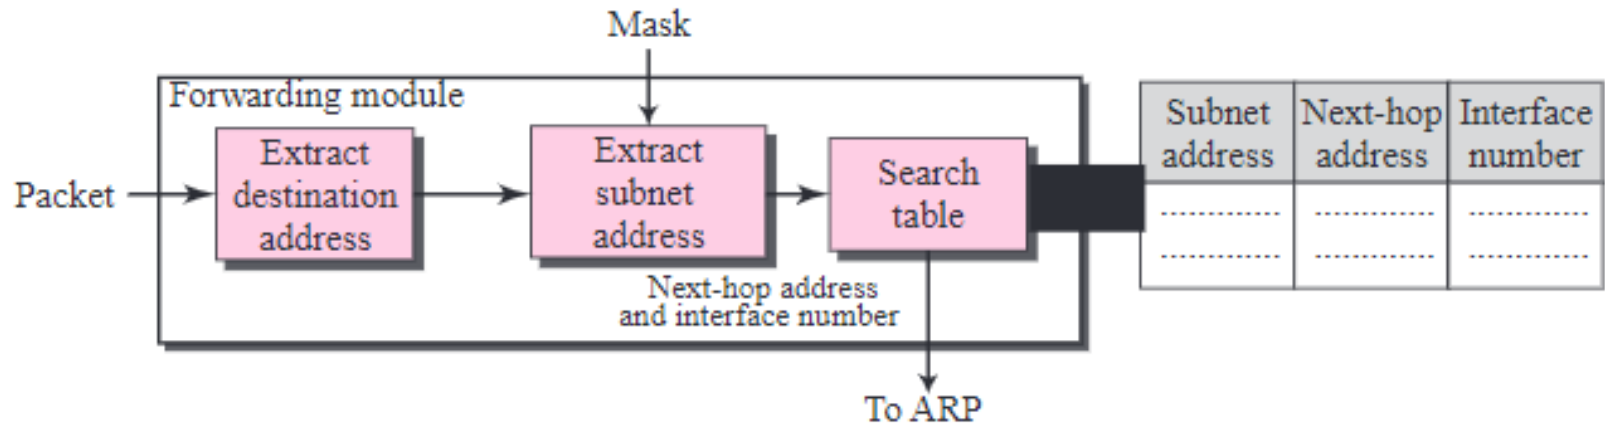 Mask
Forwarding module
Packet
Extract
destination
address
Extract
subnet
address
Search
table
Next-hop address
and interface number
To ARP
Subnet
address
Next-hop
address
Interface
number